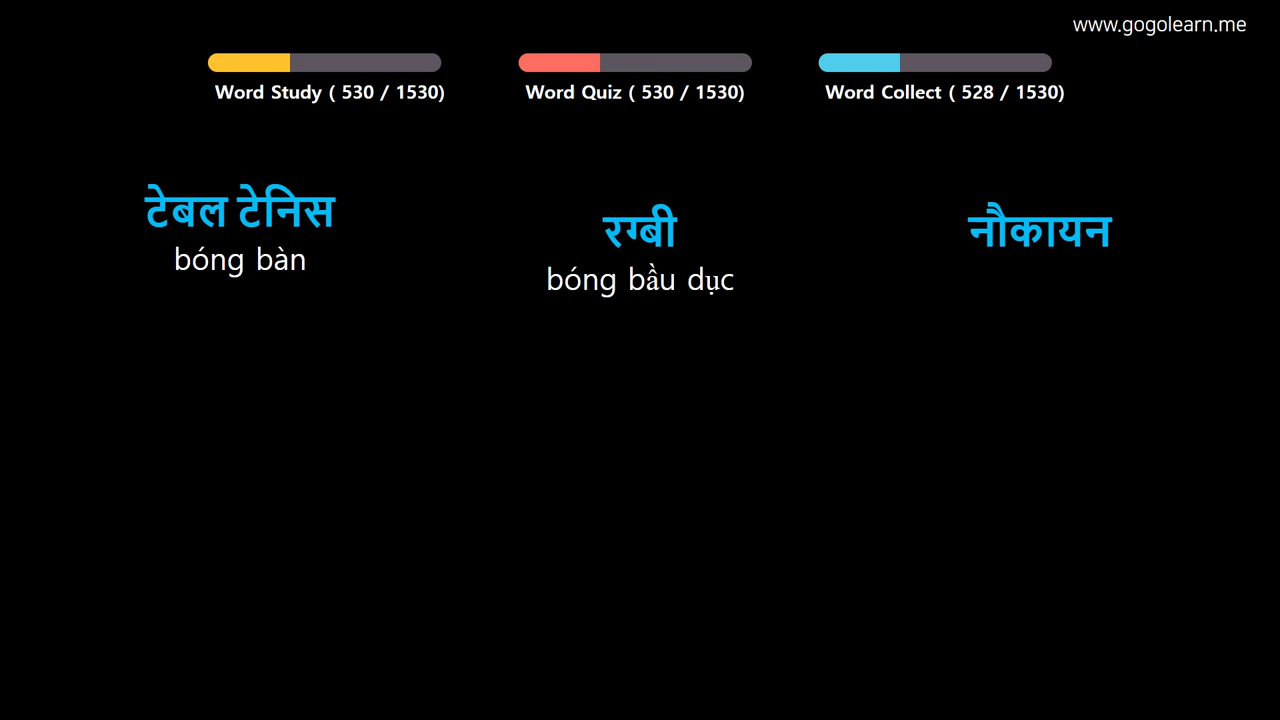 www.gogolearn.me
Word Study ( 530 / 1530)
Word Quiz ( 530 / 1530)
Word Collect ( 528 / 1530)
टेबल टेनिस
bóng bàn
रग्बी
bóng bầu dục
नौकायन